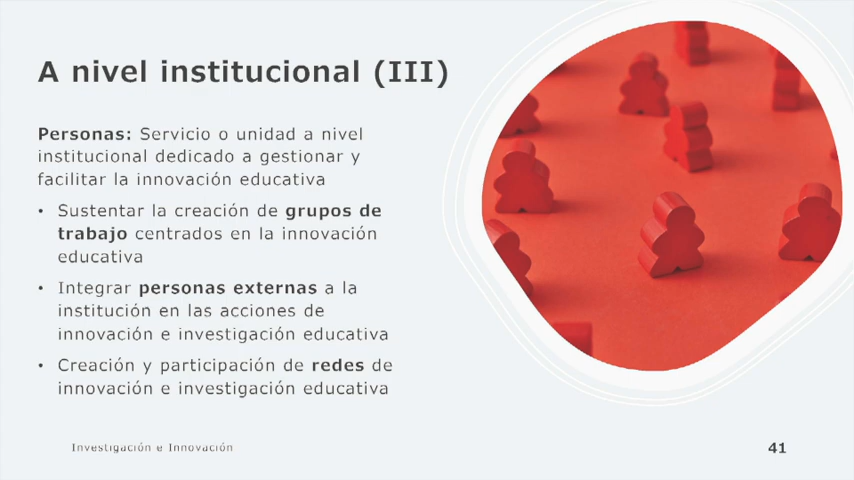 A nivel institucional (III)
Personas: Servicio o unidad a nivel
institucional dedicado a gestionar y
facilitar la innovación educativa
• Sustentar la creación de grupos de
trabajo centrados en la innovación
educativa
• Integrar personas externas a la
institución en las acciones de
innovación e investigación educativa
• Creación y participación de redes de
innovación e investigación educativa
Investigación e Innovación
41